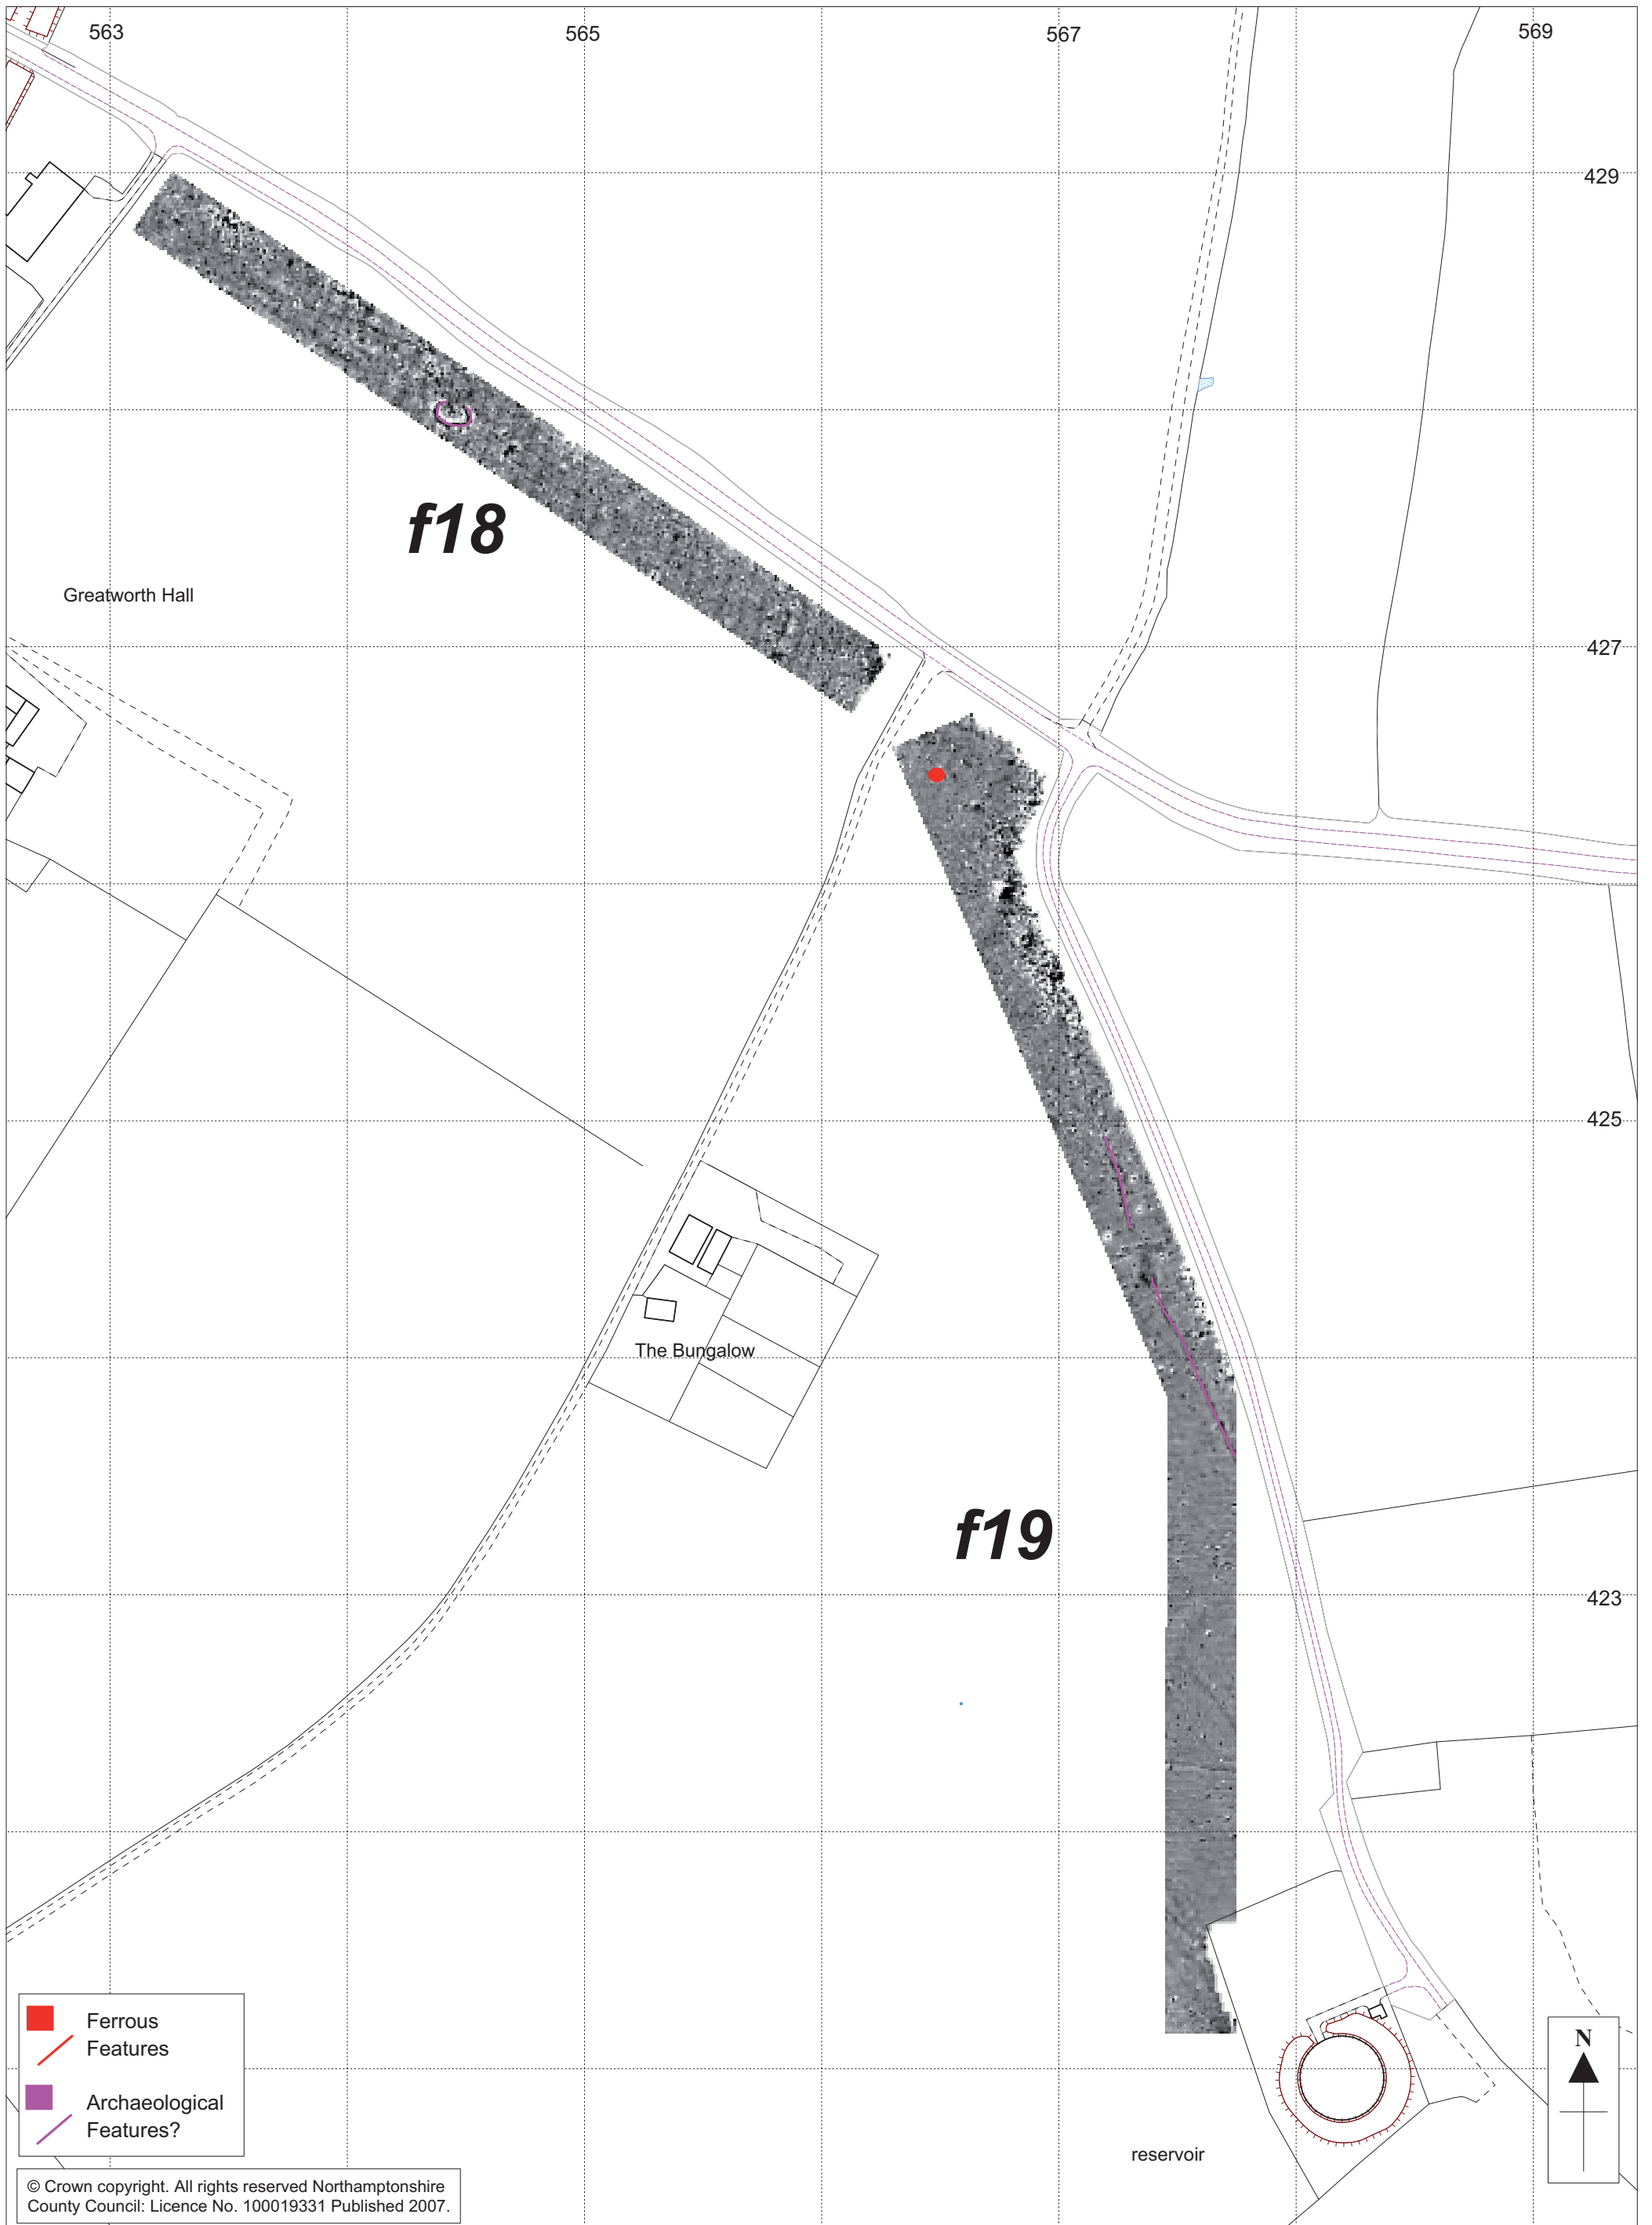 563
565
567
569
429
f18
Greatworth Hall
427
425
The Bungalow
f19
423
Ferrous
Features
Archaeological
Features?
N
reservoir
© Crown copyright. All rights reserved Northamptonshire
County Council: Licence No. 100019331 Published 2007.